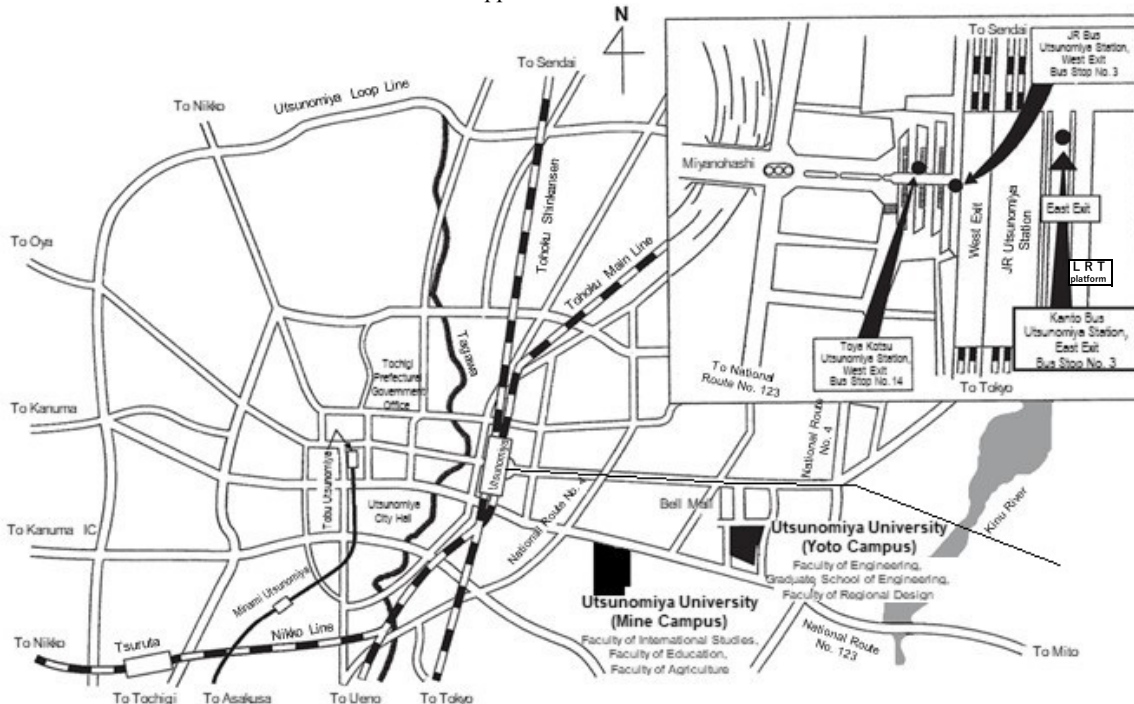 N
To Sendai
To Nikko
Utsunomiya Loop Line
To Oya
Tohoku Shinkansen
Tohoku Main Line
Tagawa
Tochigi
Prefectural
Government
Office
To Kanuma
Tobu Utsunomiya
Utsunomiya
City Hall
Utsunomiya
To Kanuma IC
Minami Utsunomiya
National Route No. 4
Nikko Line
To Nikko
Tsuruta
To Tochigi
To Asakusa
To Ueno
To Tokyo
Bell Mall
National Route
No. 4
Kinu River
Utsunomiya University
(Yoto Campus)
Faculty of Engineering,
Graduate School of Engineering,
Faculty of Regional Design
Utsunomiya University
(Mine Campus)
Faculty of International Studies,
Faculty of Education,
Faculty of Agriculture
National Route
No. 123
To Mito
To Sendai
JR Bus
Utsunomiya Station,
West Exit
Bus Stop No. 3
Miyanohashi
West Exit
JR Utsunomiya
Station
East Exit
LRT
platform
Kanto Bus
Utsunomiya Station,
East Exit
Bus Stop No. 3
Toya Kotsu
Utsunomiya Station,
West Exit
Bus Stop No. 14
To National
Route No. 123
To Tokyo